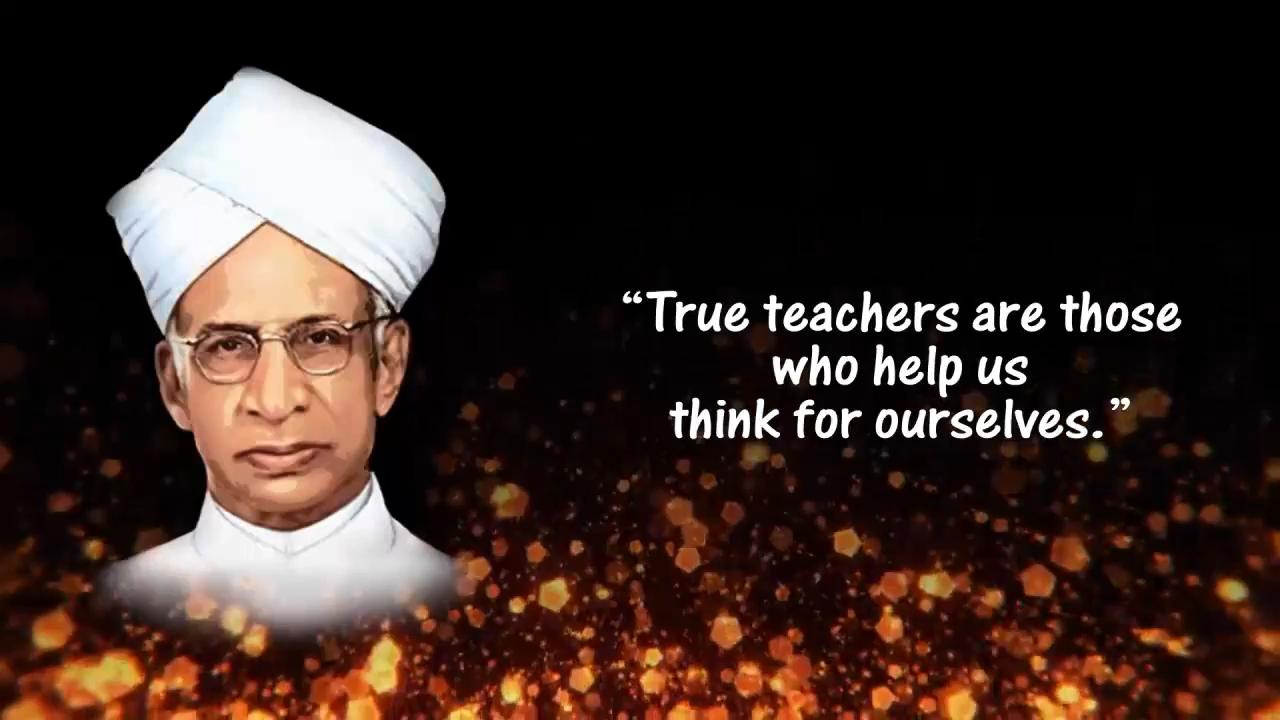 “True teachers are those
who help us
think for ourselves.”